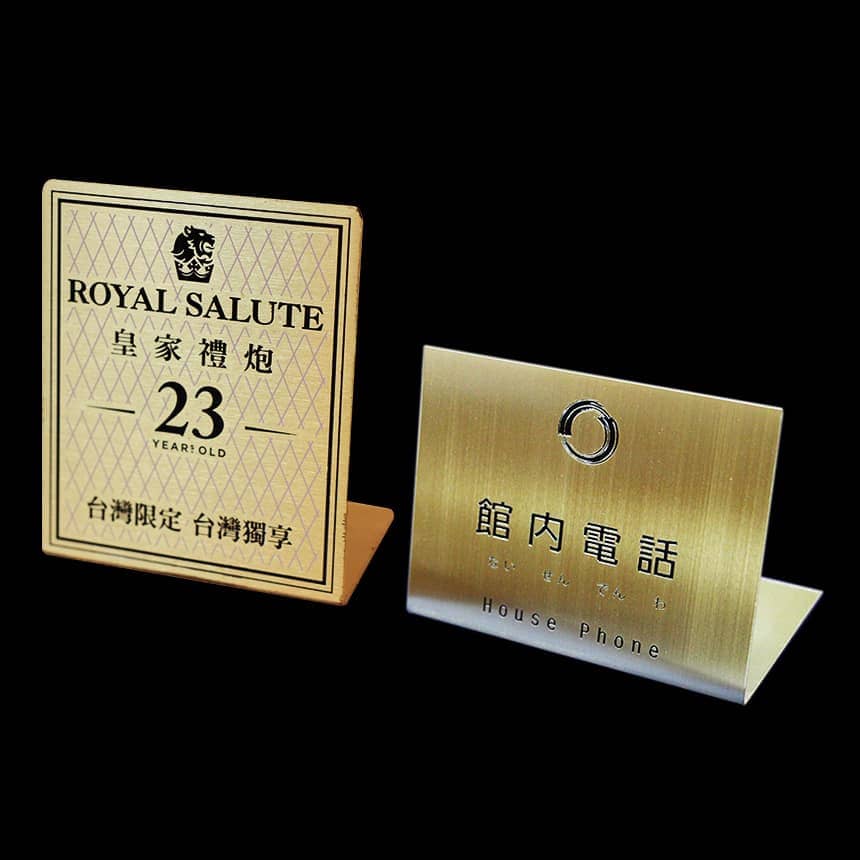 ROYAL SALUTE
皇家禮炮
23
YEARS OLD
台灣限定 台灣獨享
館内電話
ない せん でん わ
House Phone